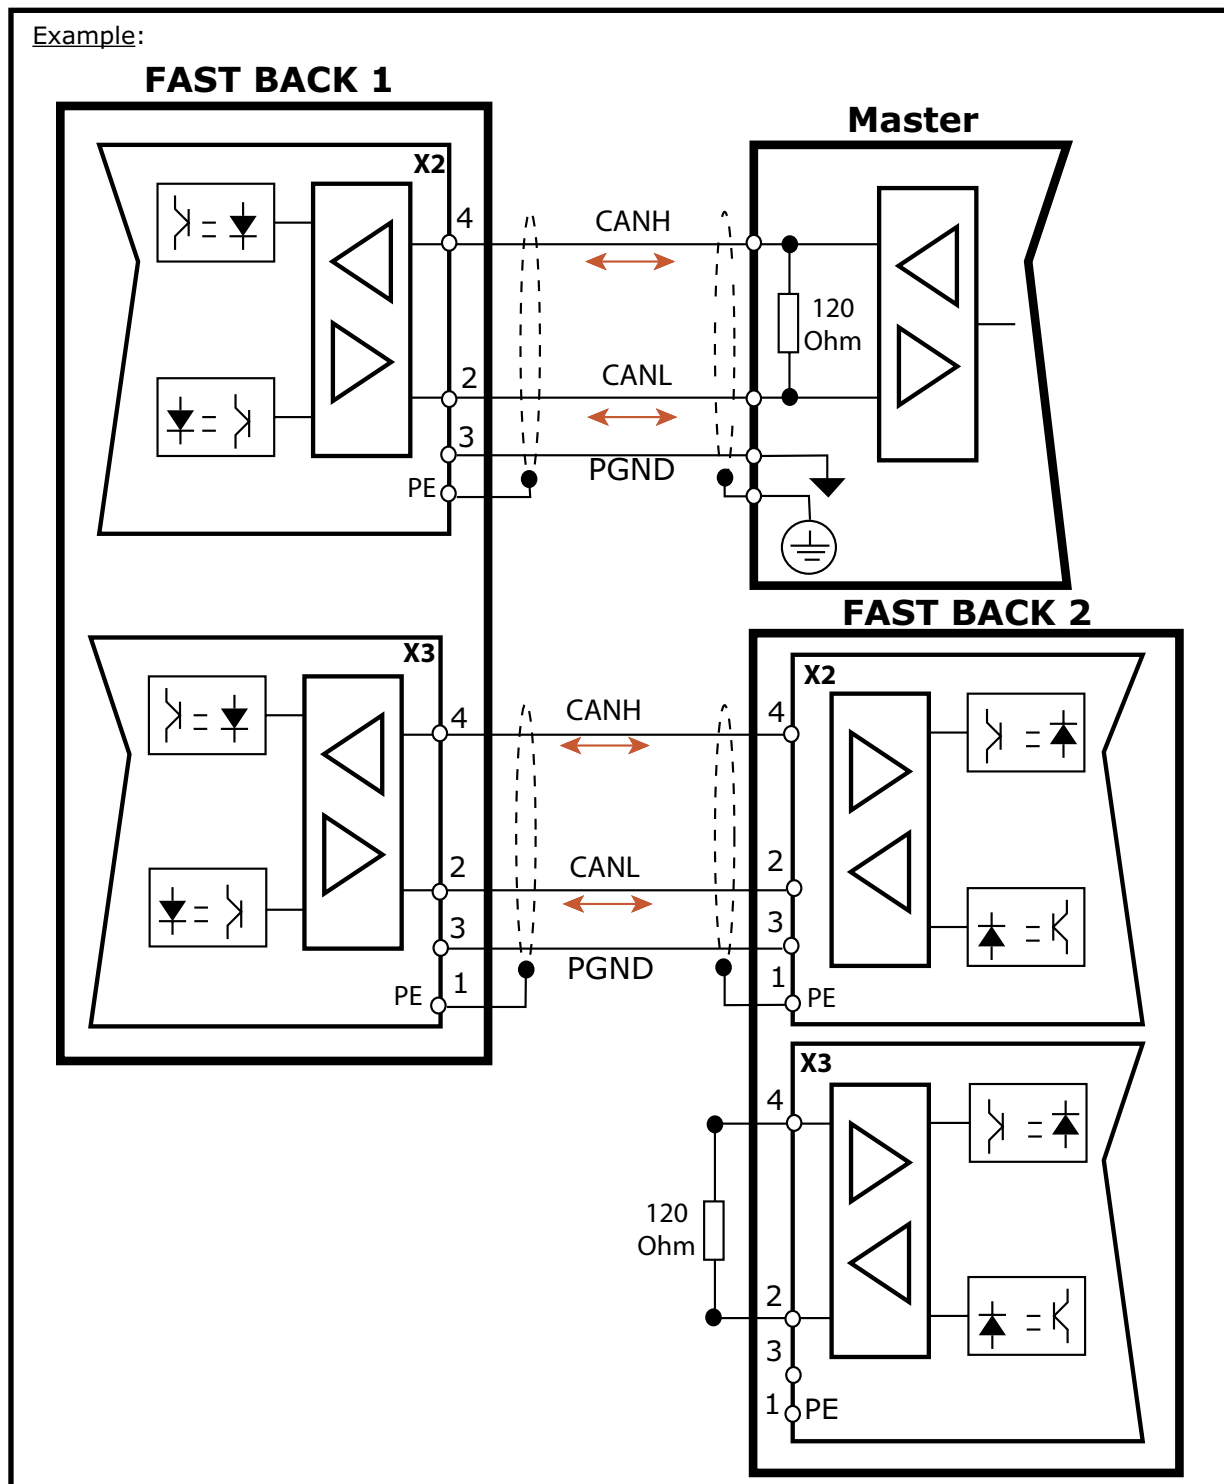 Example:
FAST BACK 1
Master
X2
4
CANH
120
Ohm
2
CANL
3
PGND
PE
FAST BACK 2
X3
4
CANH
2
CANL
3
PGND
1
PE
X2
4
2
3
1
PE
X3
4
120
Ohm
2
3
1
PE